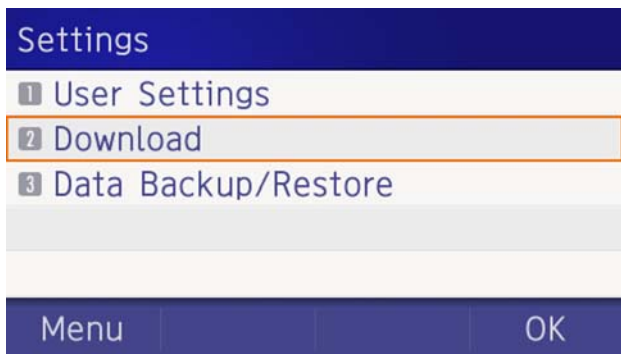 Settings
1 User Settings
2 Download
3 Data Backup/Restore
Menu OK